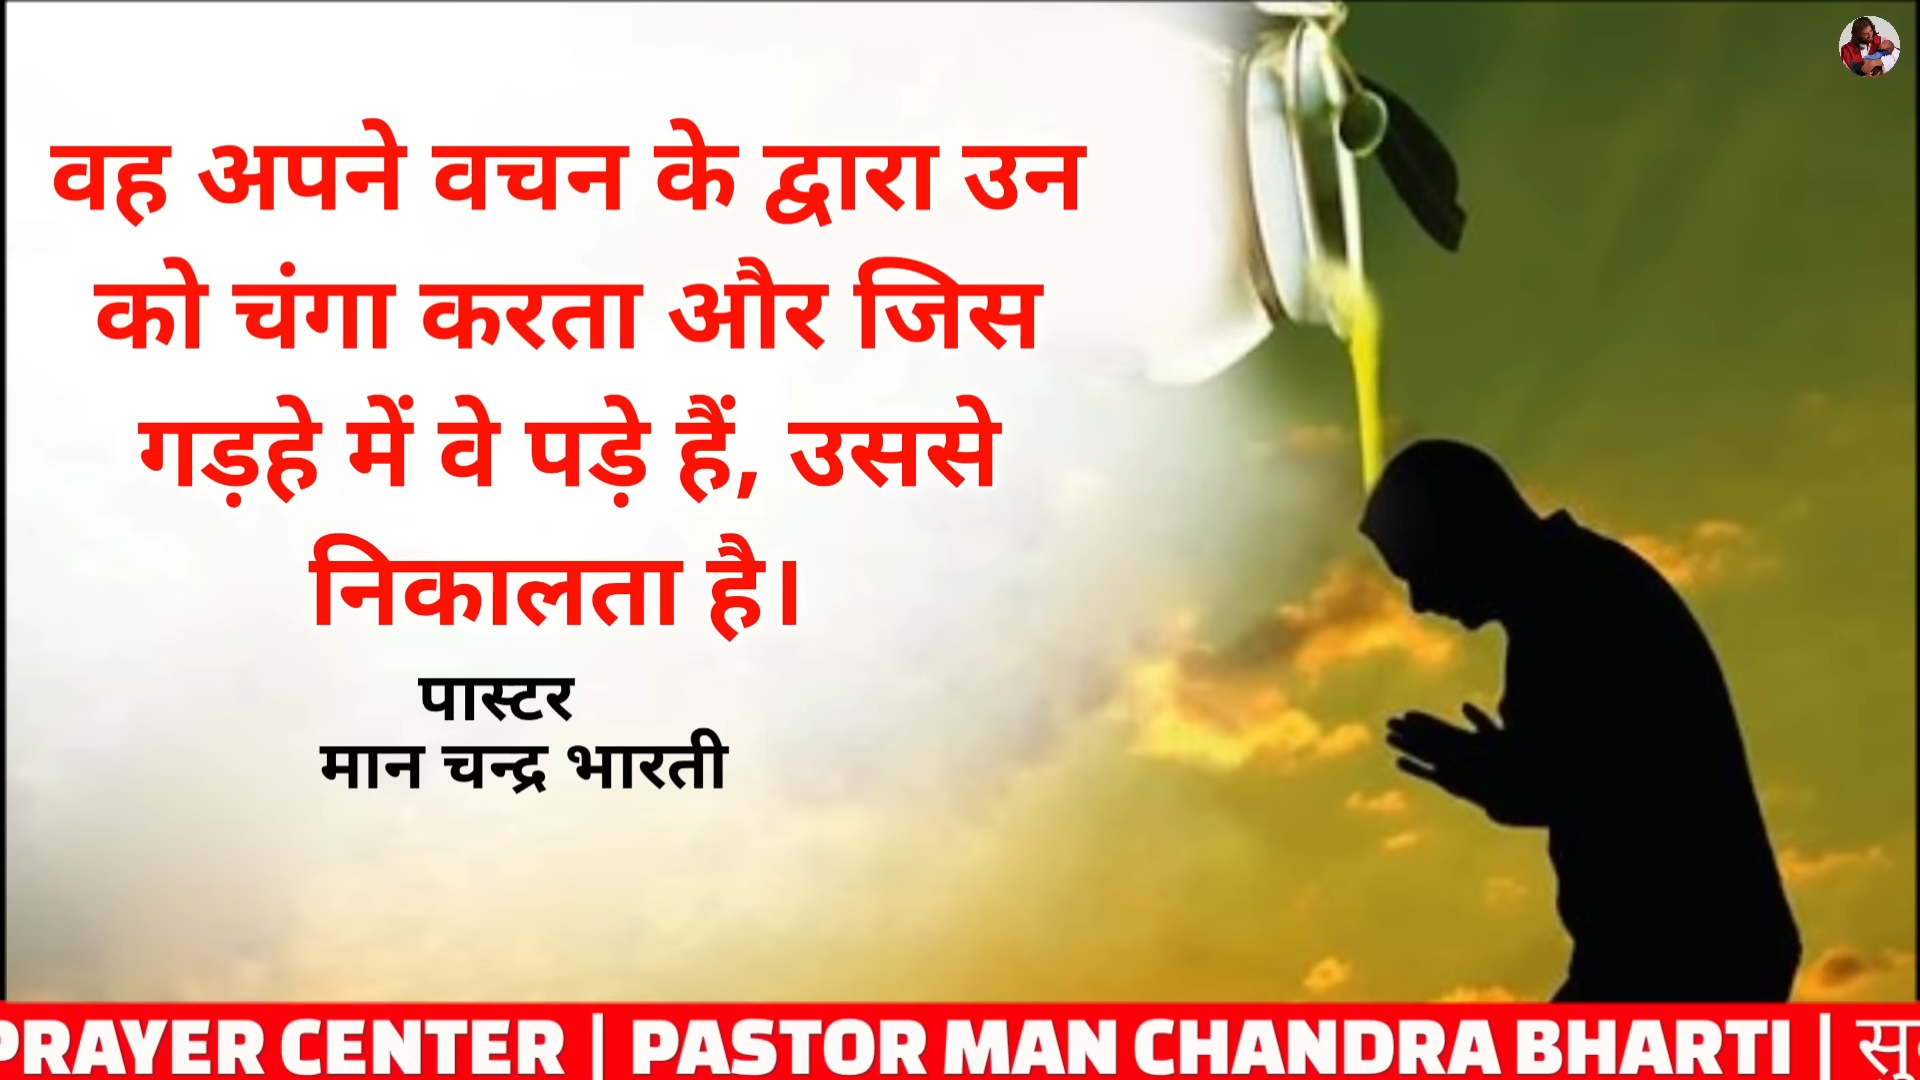 वह अपने वचन के द्वारा उन
को चंगा करता और जिस
गड़हे में वे पड़े हैं, उससे
निकालता है।
पास्टर
मान चन्द्र भारती
PRAYER CENTER | PASTOR MAN CHANDRA BHARTI |